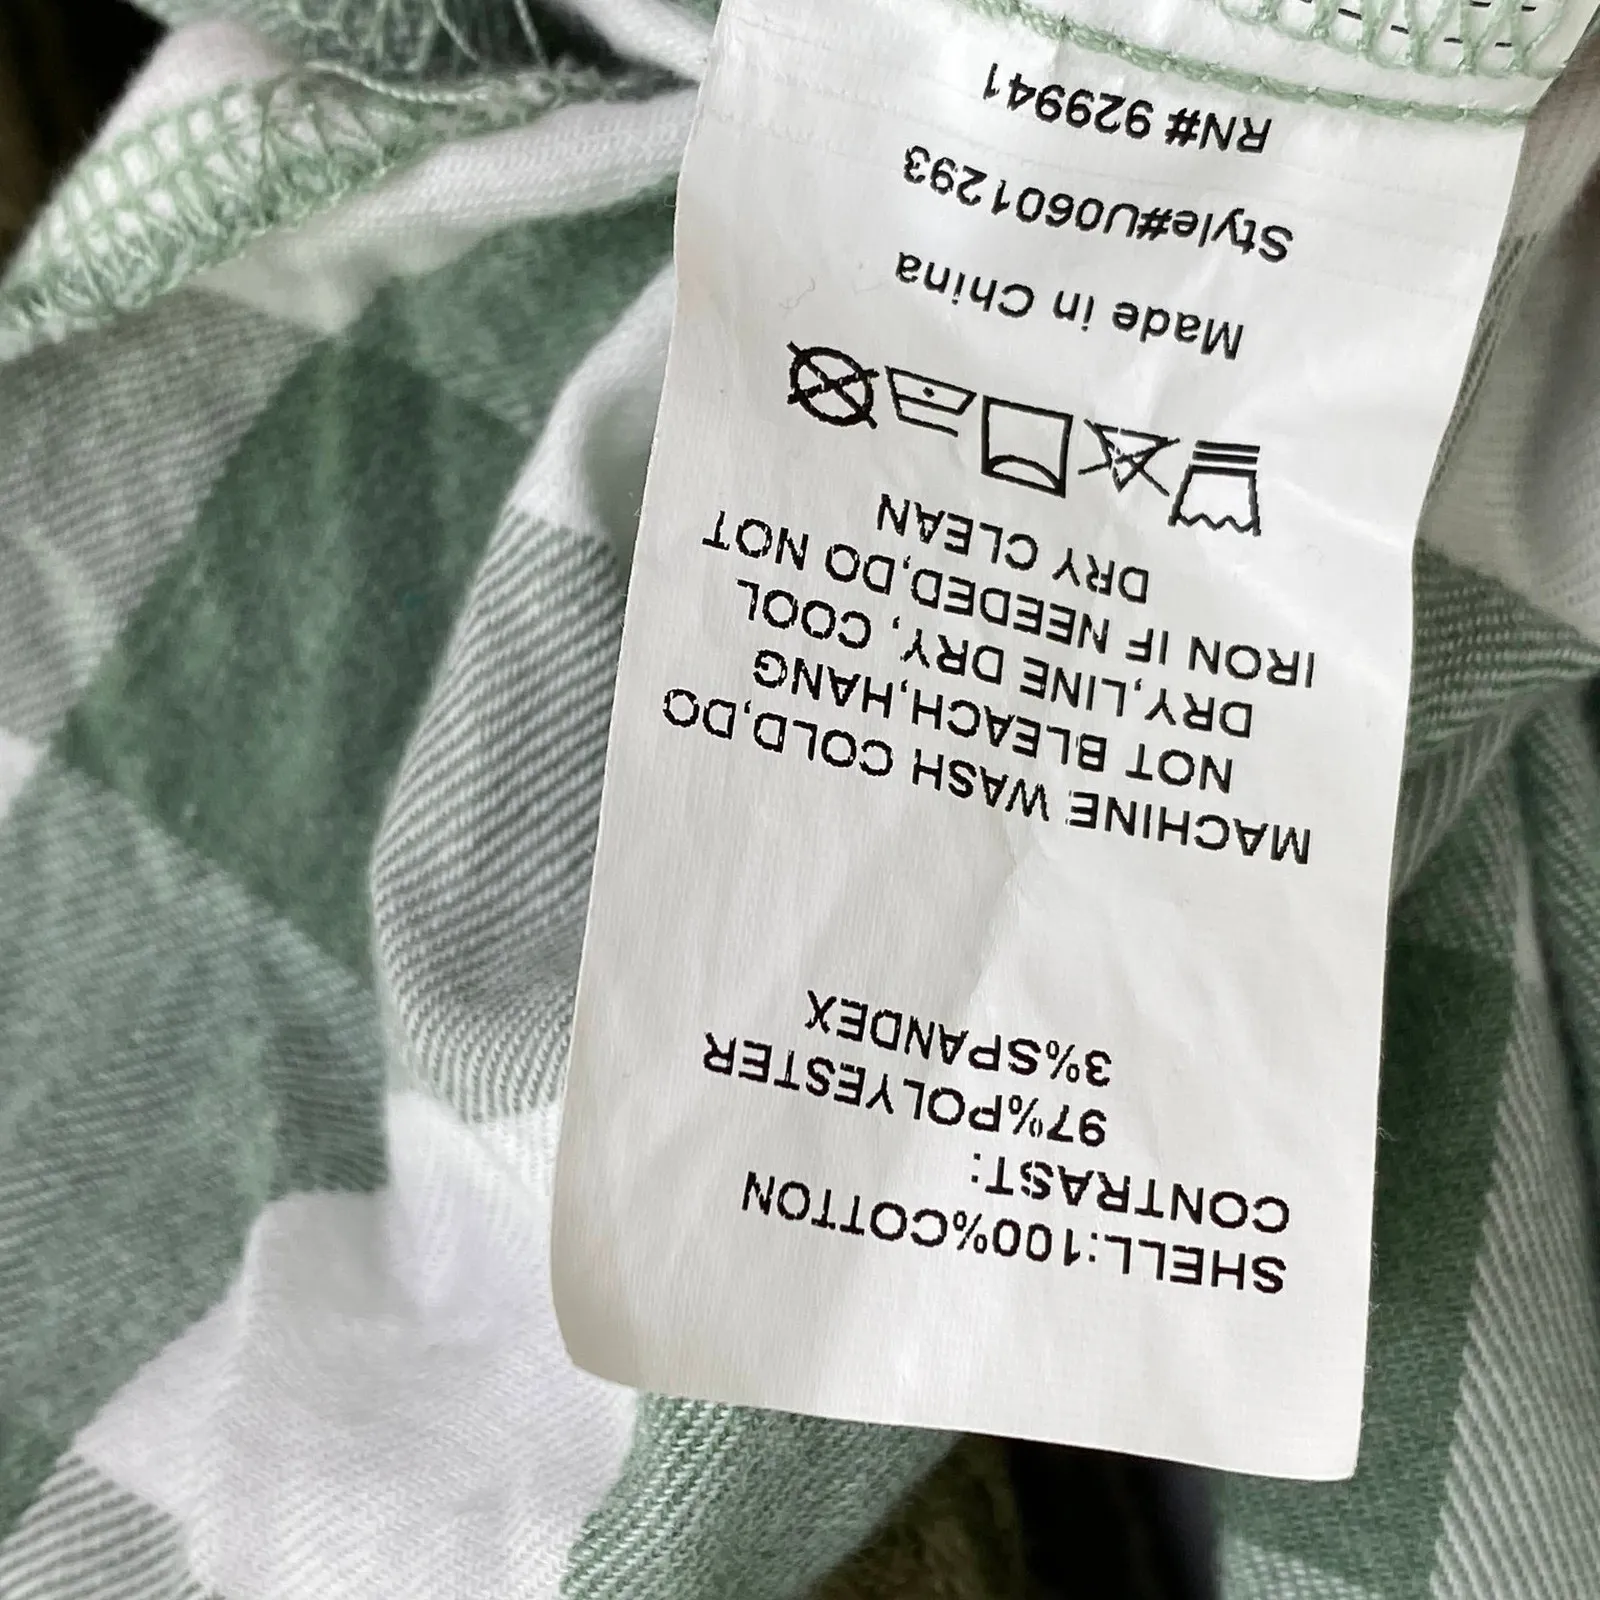 SHELL:100%COTTON
CONTRAST:
97%POLYESTER
3%SPANDEX
MACHINE WASH COLD,DO
NOT BLEACH,HANG
DRY,LINE DRY, COOL
IRON IF NEEDED,DO NOT
DRY CLEAN
Made in China
Style#U0601293
RN# 929941